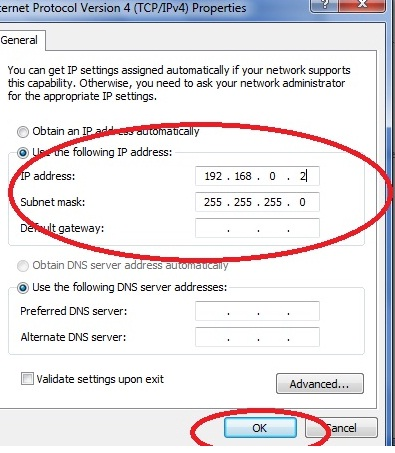 ternet Protocol Version 4 (TCP/IPv4) Properties
?
X
General
You can get IP settings assigned automatically if your network supports
this capability. Otherwise, you need to ask your network administrator
for the appropriate IP settings.
Obtain an IP address automatically
Use the following IP address:
IP address: 192 . 168 . 0 . 2
Subnet mask: 255 . 255 . 255 . 0
Default gateway: . . .
Obtain DNS server address automatically
Use the following DNS server addresses:
Preferred DNS server: . . .
Alternate DNS server: . . .
Validate settings upon exit
Advanced...
OK Cancel